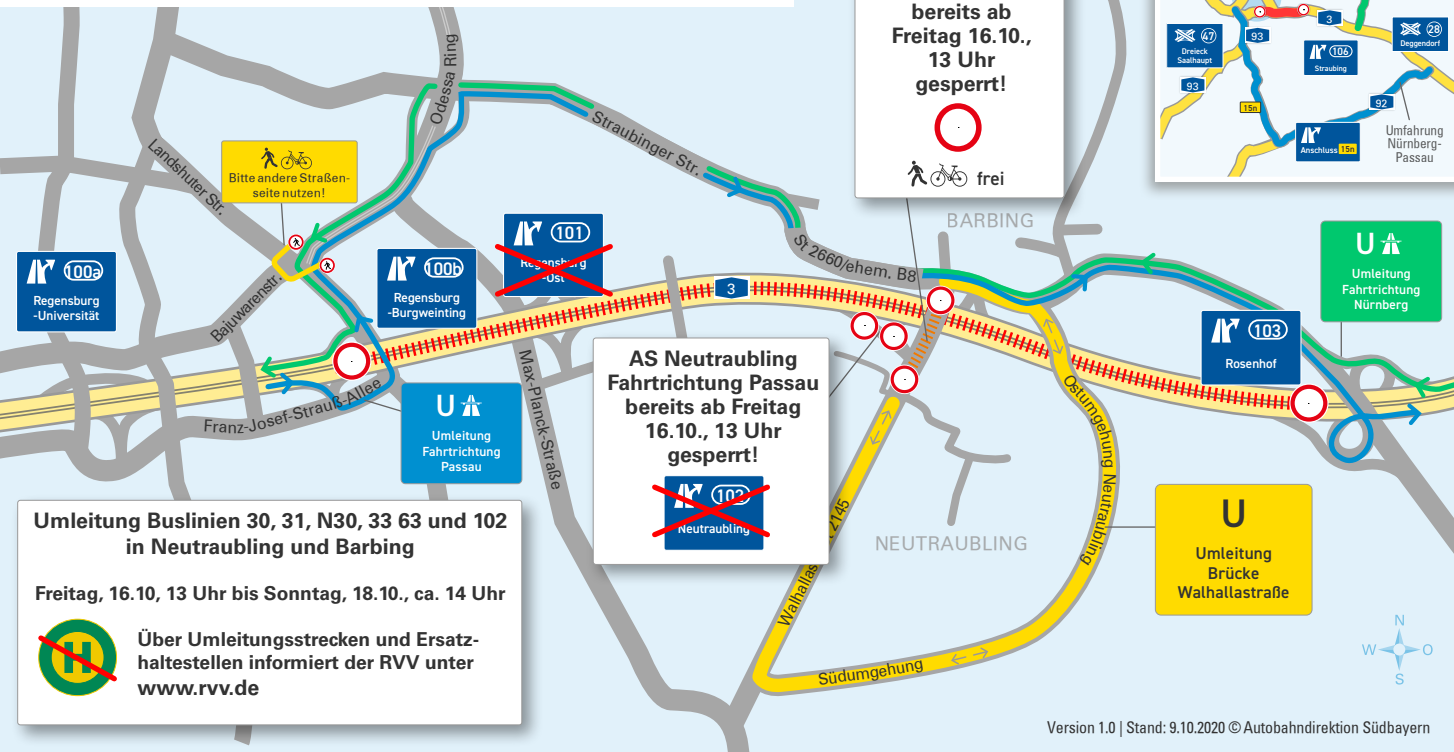 bereits ab
Freitag 16.10.,
13 Uhr
gesperrt!
frei
47
Dreieck
Saalhaupt
93
3
106
Straubing
28
Deggendorf
93
92
15n
Anschluss 15n
Umfahrung
Nürnberg-
Passau
Odessa Ring
Straubinger Str.
Landshuter Str.
Bitte andere Straßen-
seite nutzen!
BARBING
St 2660/ehem. B8
100a
Regensburg
-Universität
100b
Regensburg
-Burgweinting
101
Regensburg
-Ost
3
U
Umleitung
Fahrtrichtung
Nürnberg
103
Rosenhof
Bajuwarenstr.
Franz-Josef-Strauß-Allee
Max-Planck-Straße
U
Umleitung
Fahrtrichtung
Passau
AS Neutraubling
Fahrtrichtung Passau
bereits ab Freitag
16.10., 13 Uhr
gesperrt!
102
Neutraubling
Ostumgehung Neutraubling
2145
NEUTRAUBLING
Südumgehung
U
Umleitung
Brücke
Walhallastraße
Umleitung Buslinien 30, 31, N30, 33 63 und 102
in Neutraubling und Barbing
Freitag, 16.10, 13 Uhr bis Sonntag, 18.10., ca. 14 Uhr
H
Über Umleitungsstrecken und Ersatz-
haltestellen informiert der RVV unter
www.rvv.de
N
W O
S
Version 1.0 | Stand: 9.10.2020 © Autobahndirektion Südbayern